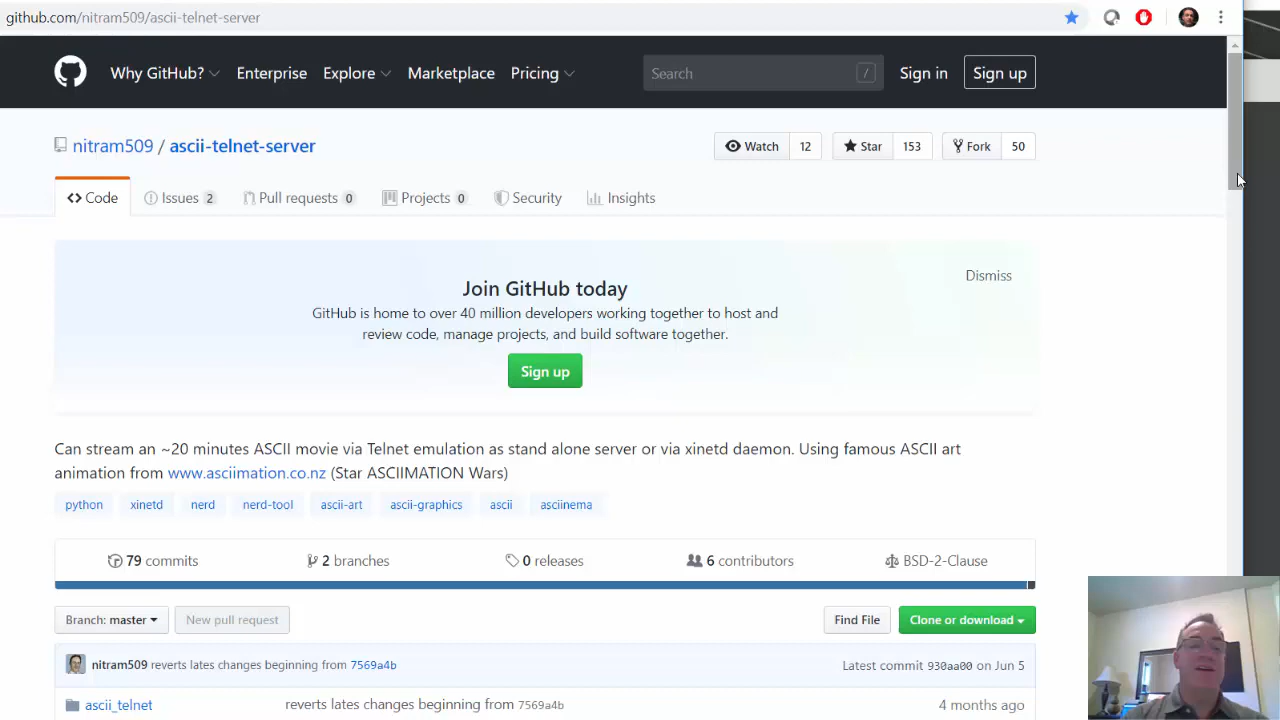 github.com/nitram509/ascii-telnet-server
Why GitHub? Enterprise Explore Marketplace Pricing Search / Sign in Sign up
nitram509 / ascii-telnet-server Watch 12 Star 153 Fork 50
Code Issues 2 Pull requests 0 Projects 0 Security Insights
Dismiss
Join GitHub today
GitHub is home to over 40 million developers working together to host and
review code, manage projects, and build software together.
Sign up
Can stream an ~20 minutes ASCII movie via Telnet emulation as stand alone server or via xinetd daemon. Using famous ASCII art
animation from www.asciimation.co.nz (Star ASCIIMATION Wars)
python xinetd nerd nerd-tool ascii-art ascii-graphics ascii asciinema
79 commits 2 branches 0 releases 6 contributors BSD-2-Clause
Branch: master New pull request Find File Clone or download
nitram509 reverts lates changes beginning from 7569a4b Latest commit 930aa00 on Jun 5
ascii_telnet reverts lates changes beginning from 7569a4b 4 months ago